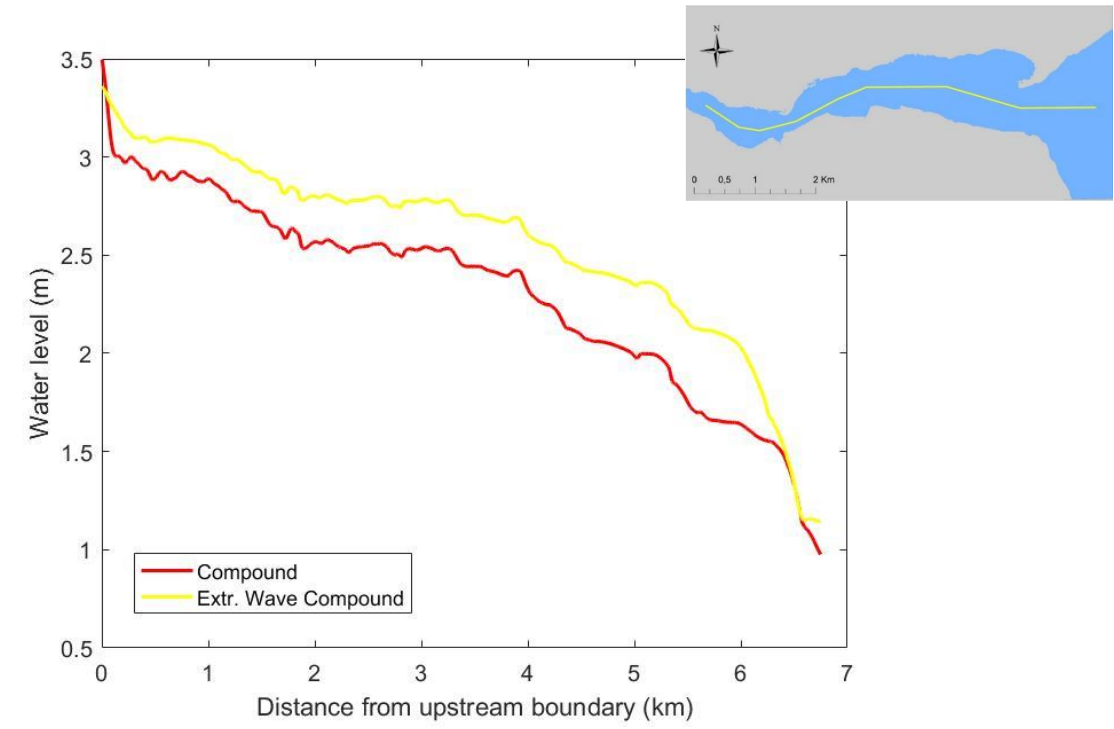 N
0 0,5 1 2 Km
3.5
3
2.5
2
1.5
1
0.5
Water level (m)
Compound
Extr. Wave Compound
0 1 2 3 4 5 6 7
Distance from upstream boundary (km)